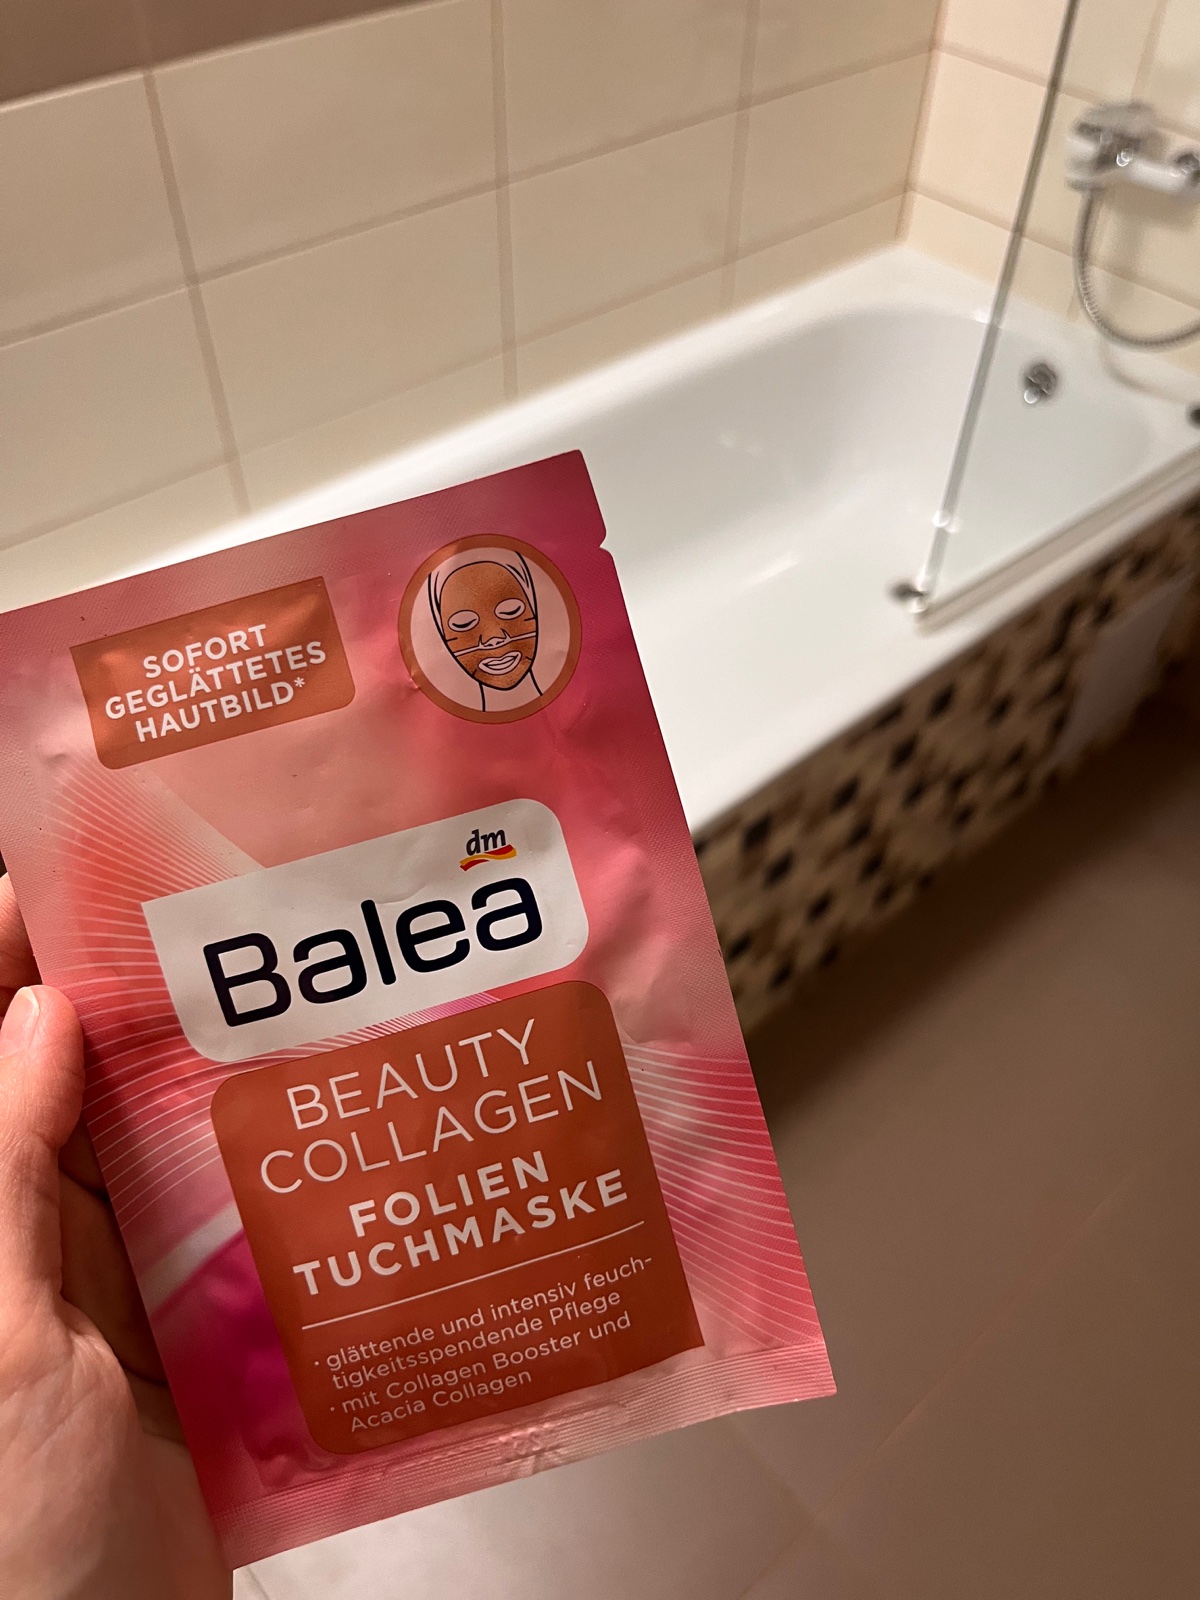 SOFORT
GEGLÄTTETES
HAUTBILD*
dm
Balea
BEAUTY
COLLAGEN
FOLIEN
TUCHMASKE
· glättende und intensiv feuch-
tigkeitsspendende Pflege
· mit Collagen Booster und
Acacia Collagen